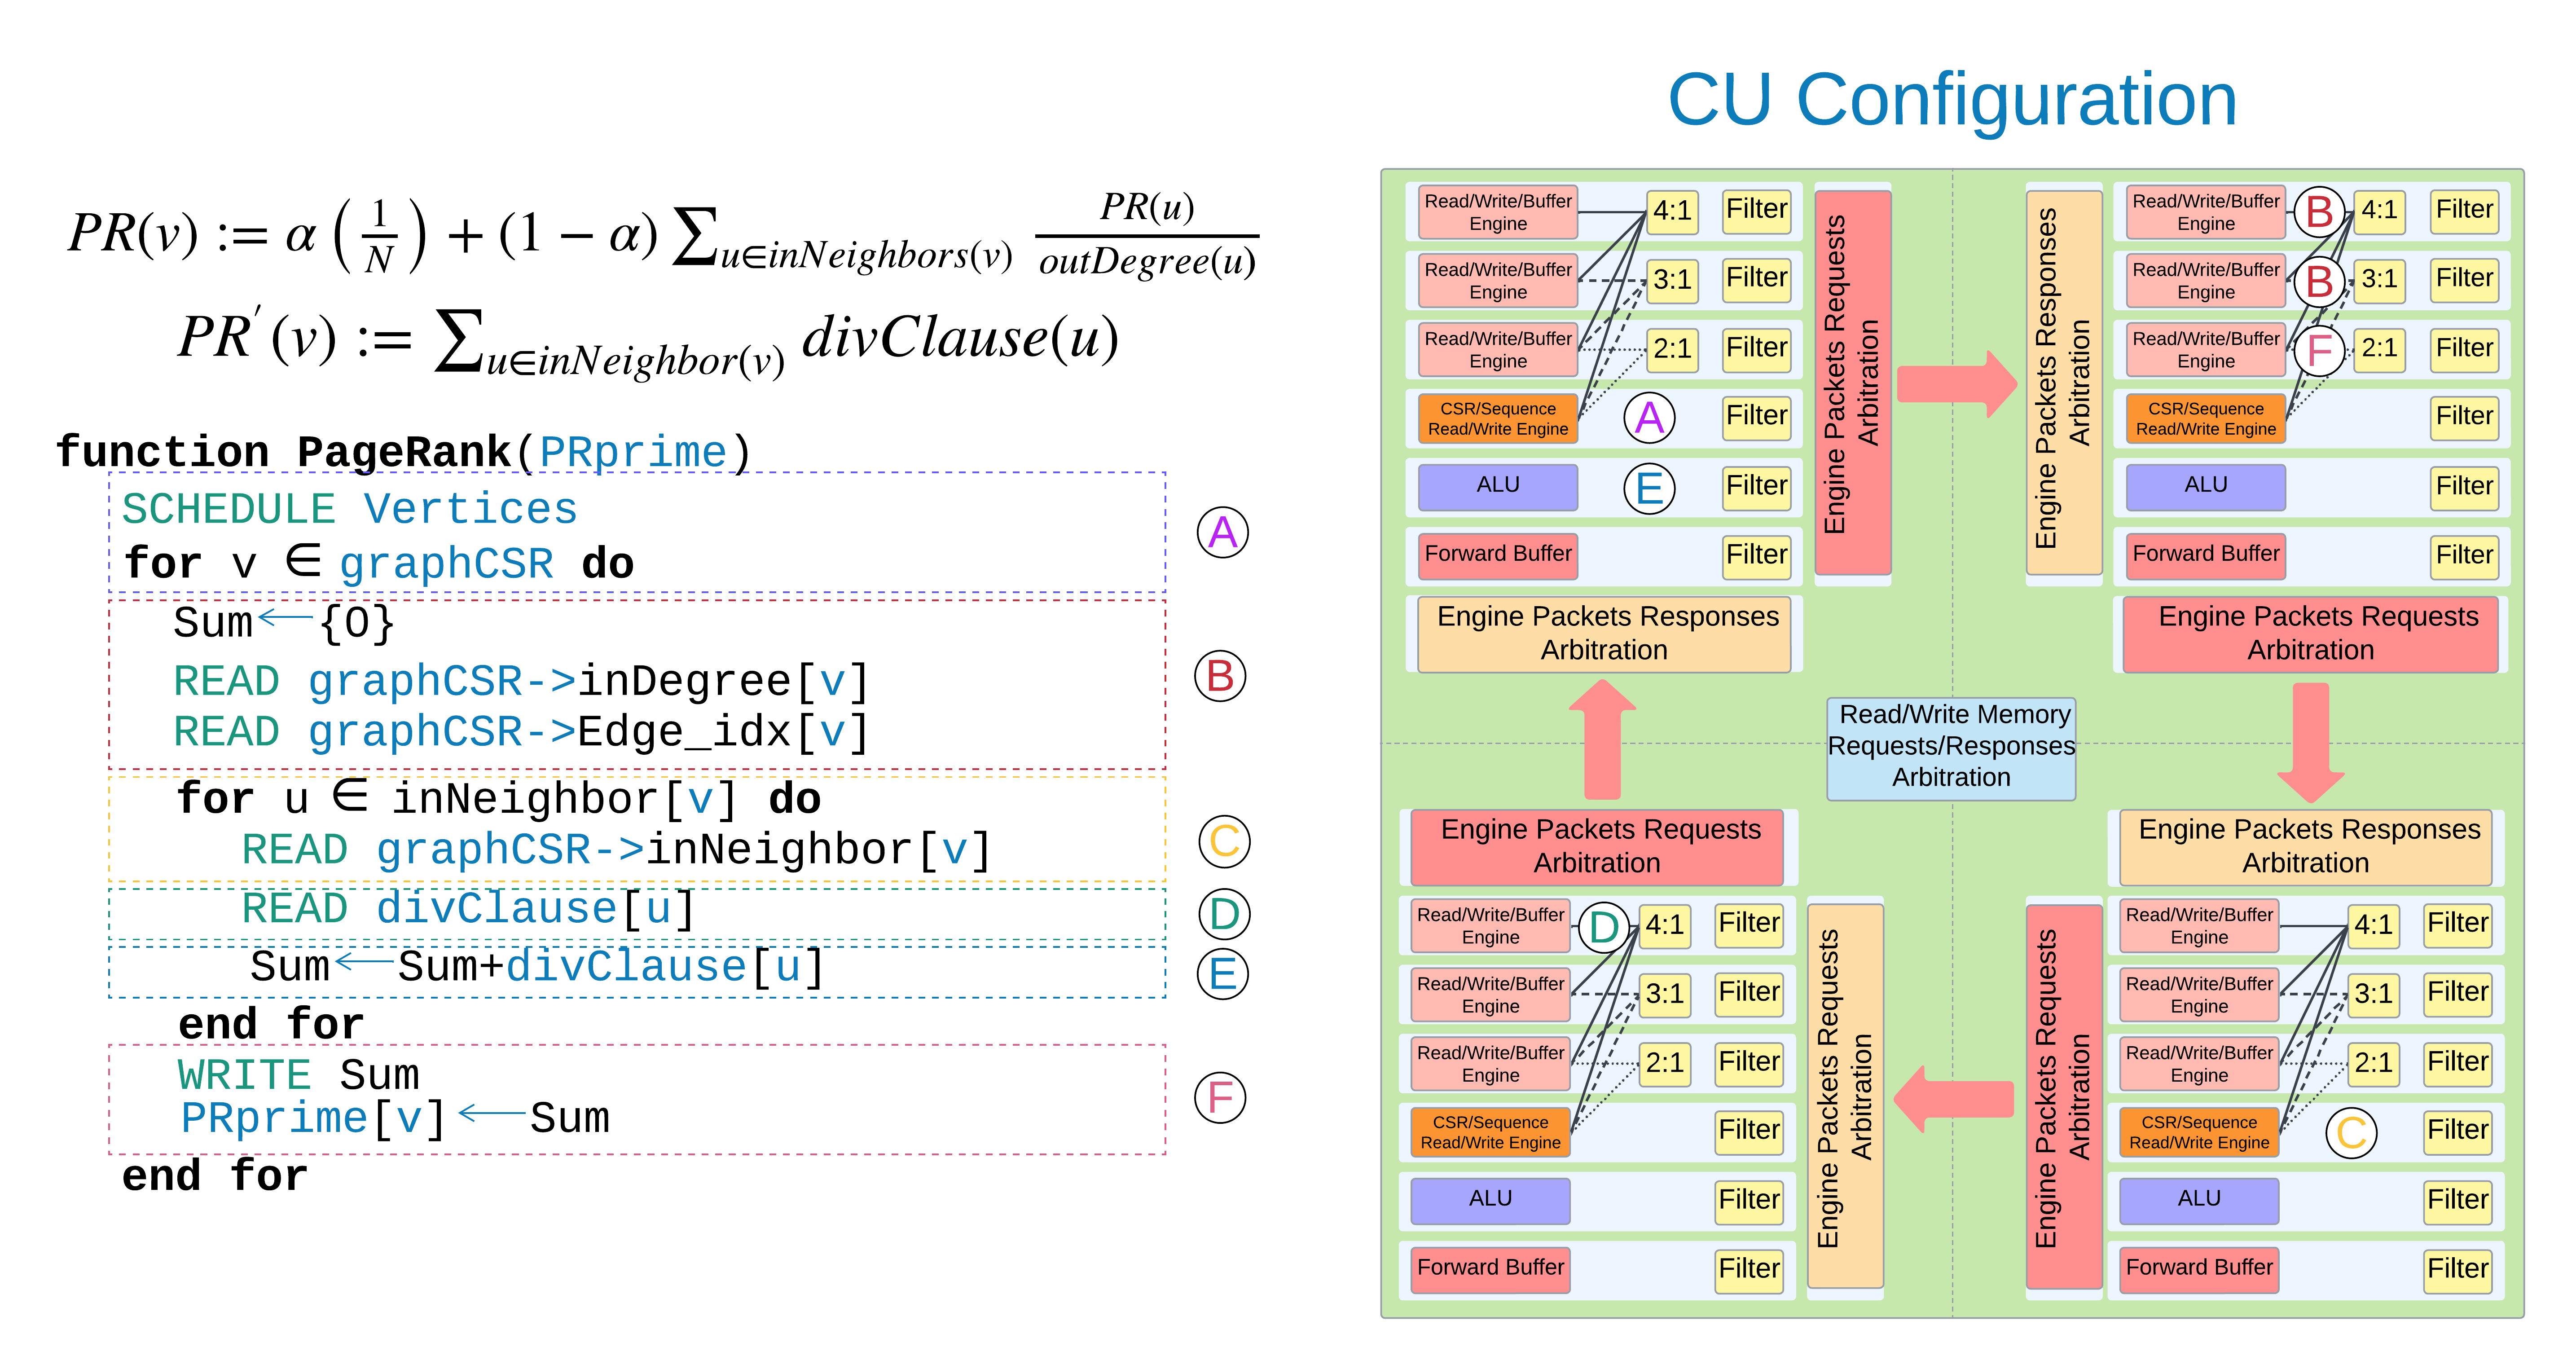 CU Configuration
PR(v) := α (1/N) + (1 − α) ∑u∈inNeighbors(v) PR(u)/outDegree(u)
PR′(v) := ∑u∈inNeighbor(v) divClause(u)
function PageRank(PRprime)
SCHEDULE Vertices
for v ∈ graphCSR do
A
Sum ← {0}
READ graphCSR->inDegree[v]
READ graphCSR->Edge_idx[v]
B
for u ∈ inNeighbor[v] do
READ graphCSR->inNeighbor[v]
C
READ divClause[u]
D
Sum ← Sum+divClause[u]
E
end for
WRITE Sum
PRprime[v] ← Sum
F
end for
Read/Write/Buffer
Engine
4:1
Filter
Read/Write/Buffer
Engine
3:1
Filter
Read/Write/Buffer
Engine
2:1
Filter
CSR/Sequence
Read/Write Engine
A
Filter
ALU
E
Filter
Forward Buffer
Filter
Engine Packets Requests
Arbitration
Engine Packets Responses
Arbitration
Engine Packets Responses
Arbitration
Read/Write/Buffer
Engine
B
4:1
Filter
Read/Write/Buffer
Engine
B
3:1
Filter
Read/Write/Buffer
Engine
F
2:1
Filter
CSR/Sequence
Read/Write Engine
Filter
ALU
Filter
Forward Buffer
Filter
Engine Packets Requests
Arbitration
Read/Write Memory
Requests/Responses
Arbitration
Engine Packets Requests
Arbitration
Read/Write/Buffer
Engine
D
4:1
Filter
Read/Write/Buffer
Engine
3:1
Filter
Read/Write/Buffer
Engine
2:1
Filter
CSR/Sequence
Read/Write Engine
Filter
ALU
Filter
Forward Buffer
Filter
Engine Packets Requests
Arbitration
Engine Packets Requests
Arbitration
Engine Packets Responses
Arbitration
Read/Write/Buffer
Engine
4:1
Filter
Read/Write/Buffer
Engine
3:1
Filter
Read/Write/Buffer
Engine
2:1
Filter
CSR/Sequence
Read/Write Engine
C
Filter
ALU
Filter
Forward Buffer
Filter